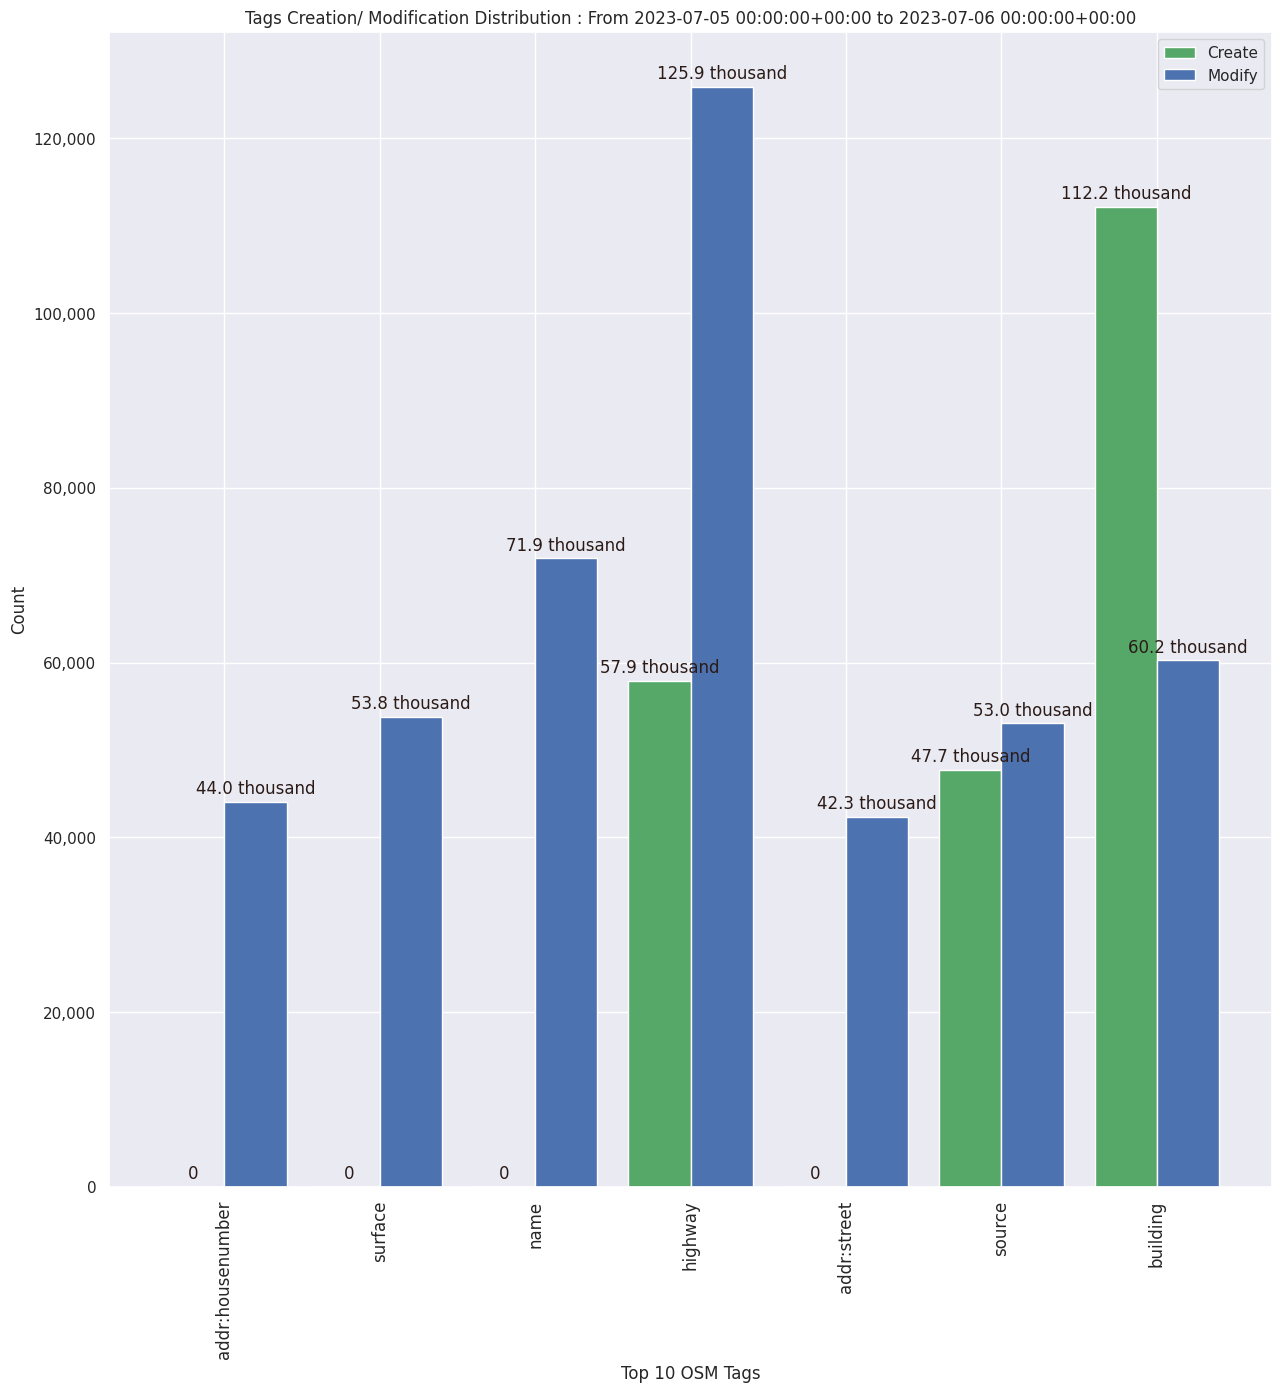 Tags Creation/ Modification Distribution : From 2023-07-05 00:00:00+00:00 to 2023-07-06 00:00:00+00:00
Create
Modify
125.9 thousand
112.2 thousand
71.9 thousand
57.9 thousand
60.2 thousand
53.8 thousand
53.0 thousand
47.7 thousand
44.0 thousand
42.3 thousand
0
0
0
0
120,000
100,000
80,000
60,000
40,000
20,000
0
Count
addr:housenumber
surface
name
highway
addr:street
source
building
Top 10 OSM Tags